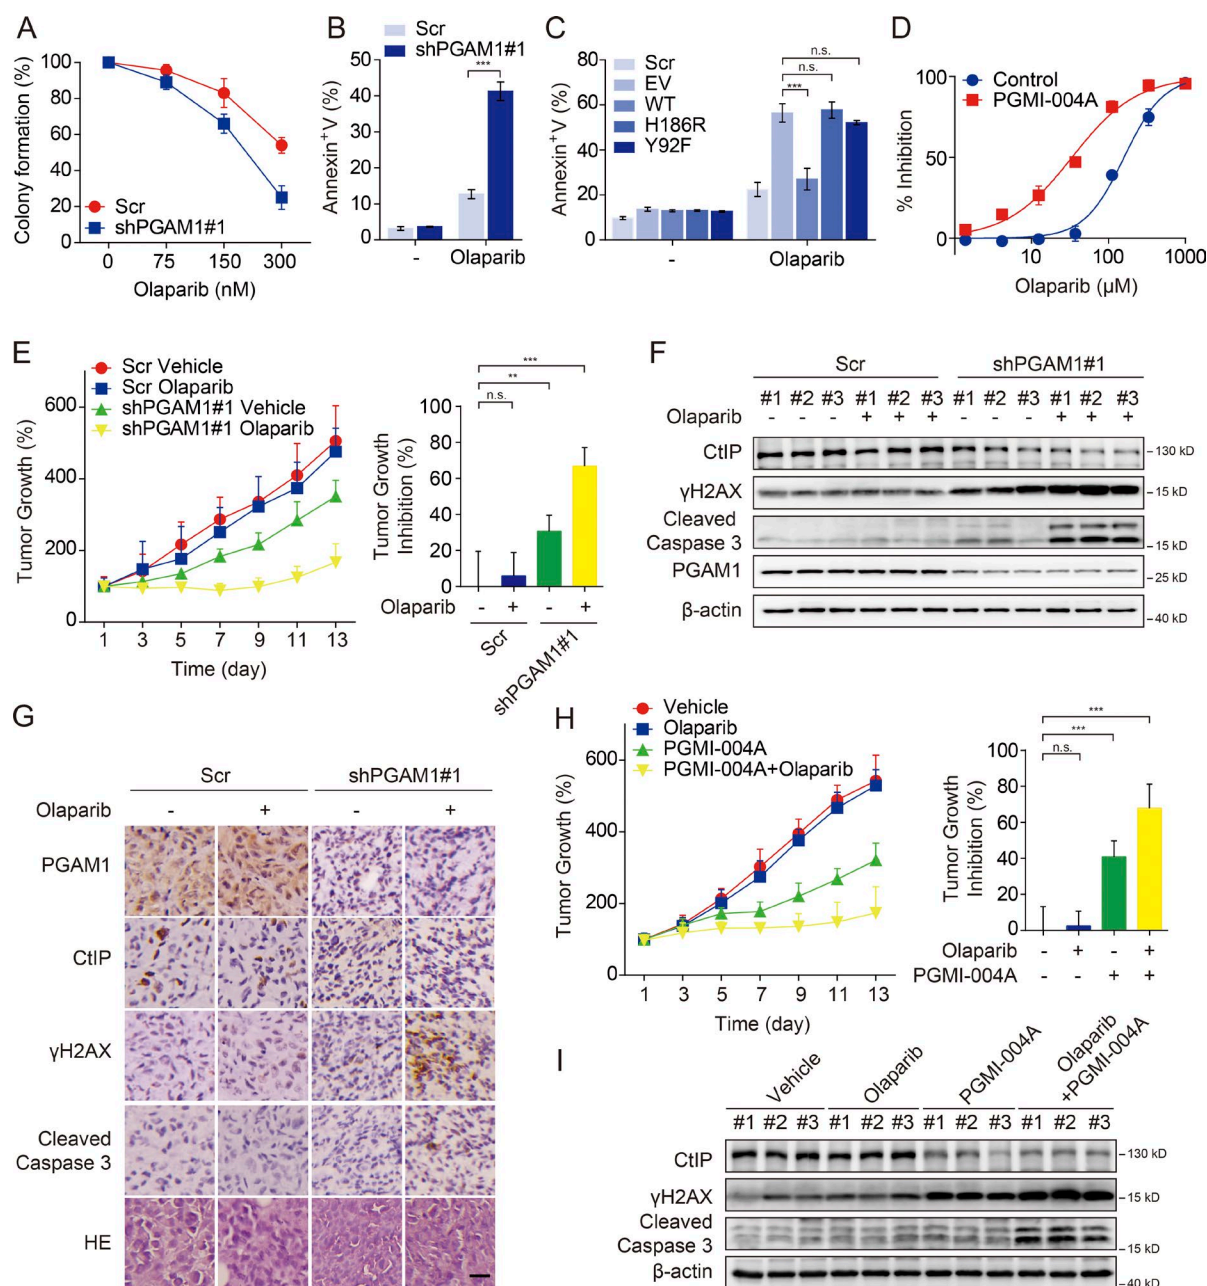 A
Colony formation (%)
100
80
60
40
20
0
Scr
shPGAM1#1
0 75 150 300
Olaparib (nM)
B
Scr
shPGAM1#1
Annexin+V (%)
50
40
30
20
10
0
***
- Olaparib
C
Scr
EV
WT
H186R
Y92F
Annexin+V (%)
80
60
40
20
0
n.s.
n.s.
***
- Olaparib
D
Control
PGMI-004A
% Inhibition
100
50
0
10 100 1000
Olaparib (µM)
E
Scr Vehicle
Scr Olaparib
shPGAM1#1 Vehicle
shPGAM1#1 Olaparib
Tumor Growth (%)
600
400
200
0
1 3 5 7 9 11 13
Time (day)
Tumor Growth
Inhibition (%)
100
80
60
40
20
0
***
**
n.s.
Olaparib - + - +
Scr
shPGAM1#1
F
Scr shPGAM1#1
#1 #2 #3 #1 #2 #3 #1 #2 #3 #1 #2 #3
Olaparib - - - + + + - - - + + +
CtIP 130 kD
γH2AX 15 kD
Cleaved
Caspase 3 15 kD
PGAM1 25 kD
β-actin 40 kD
G
Scr shPGAM1#1
Olaparib - + - +
PGAM1
CtIP
γH2AX
Cleaved
Caspase 3
HE
H
Vehicle
Olaparib
PGMI-004A
PGMI-004A+Olaparib
Tumor Growth (%)
600
400
200
0
1 3 5 7 9 11 13
Time (day)
Tumor Growth
Inhibition (%)
100
80
60
40
20
0
***
***
n.s.
Olaparib - + - +
PGMI-004A - - + +
I
Vehicle
Olaparib
PGMI-004A
Olaparib
+PGMI-004A
#1 #2 #3 #1 #2 #3 #1 #2 #3 #1 #2 #3
CtIP 130 kD
γH2AX 15 kD
Cleaved
Caspase 3 15 kD
β-actin 40 kD